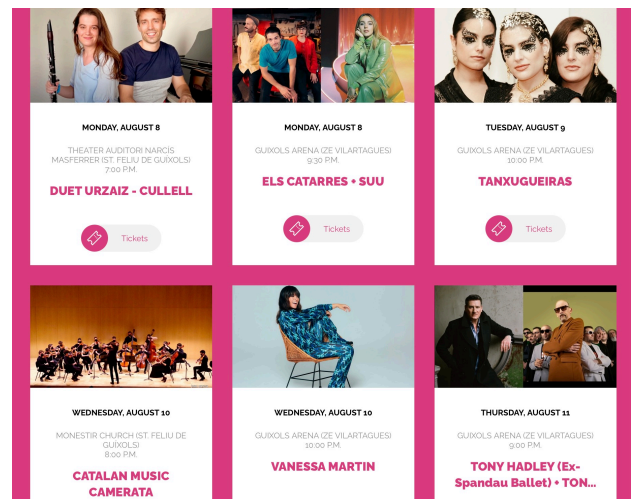 MONDAY, AUGUST 8
THEATER AUDITORI NARCÍS
MASFERRER (ST. FELIU DE GUÍXOLS)
7:00 P.M.
DUET URZAIZ - CULLELL
Tickets
MONDAY, AUGUST 8
GUIXOLS ARENA (ZE VILARTAGUES)
9:30 P.M.
ELS CATARRES + SUU
Tickets
TUESDAY, AUGUST 9
GUIXOLS ARENA (ZE VILARTAGUES)
10:00 P.M.
TANXUGUEIRAS
Tickets
WEDNESDAY, AUGUST 10
MONESTIR CHURCH (ST. FELIU DE
GUÍXOLS)
8:00 P.M.
CATALAN MUSIC
CAMERATA
WEDNESDAY, AUGUST 10
GUIXOLS ARENA (ZE VILARTAGUES)
10:00 P.M.
VANESSA MARTIN
THURSDAY, AUGUST 11
GUIXOLS ARENA (ZE VILARTAGUES)
9:00 P.M.
TONY HADLEY (Ex-
Spandau Ballet) + TON...